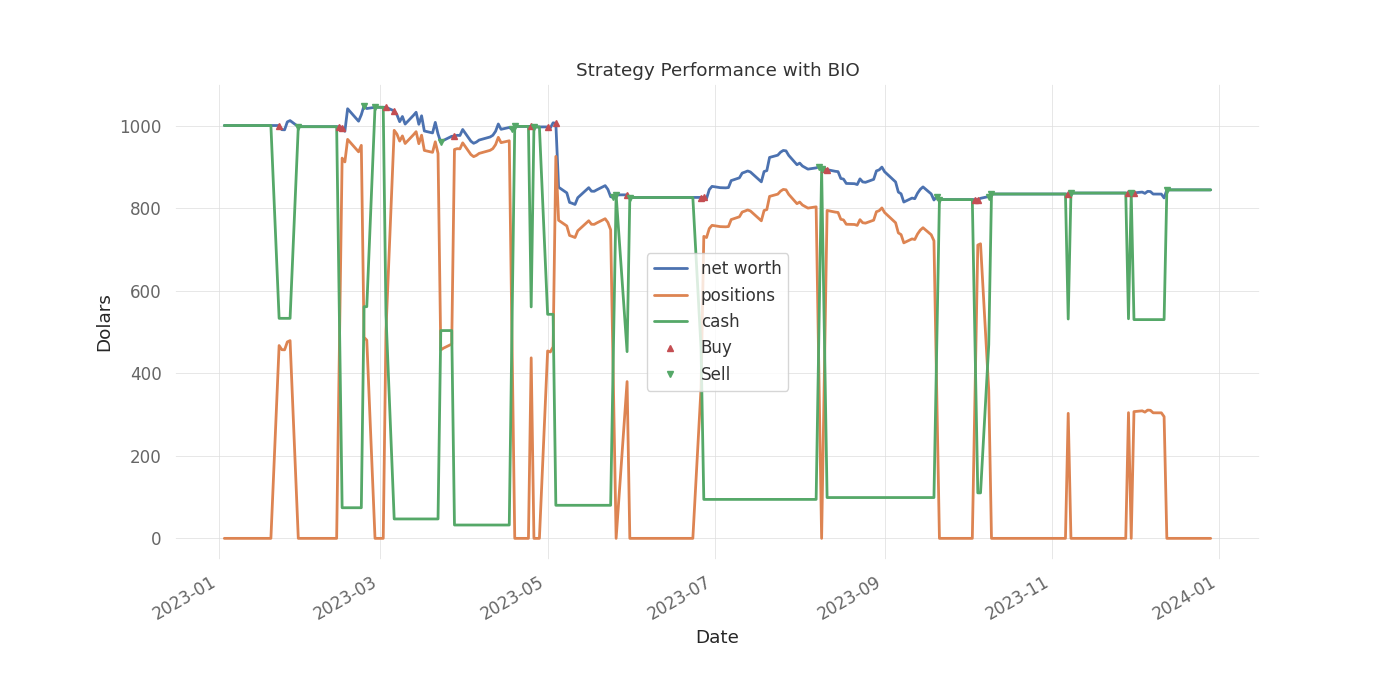 Strategy Performance with BIO
1000
800
600
400
200
0
Dolars
net worth
positions
cash
Buy
Sell
2023-01
2023-03
2023-05
2023-07
2023-09
2023-11
2024-01
Date